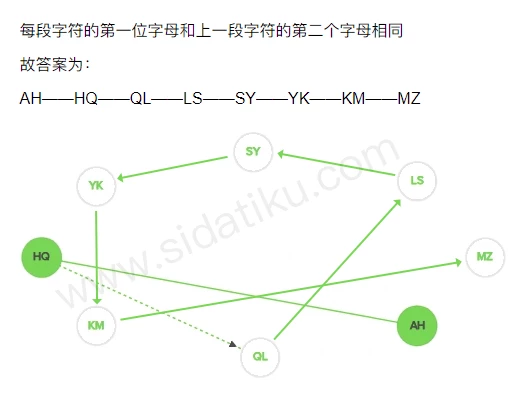 每段字符的第一位字母和上一段字符的第二个字母相同
故答案为：
AH——HQ——QL——LS——SY——YK——KM——MZ
SY
YK
LS
HQ
MZ
KM
AH
QL
www.sidatiku.com